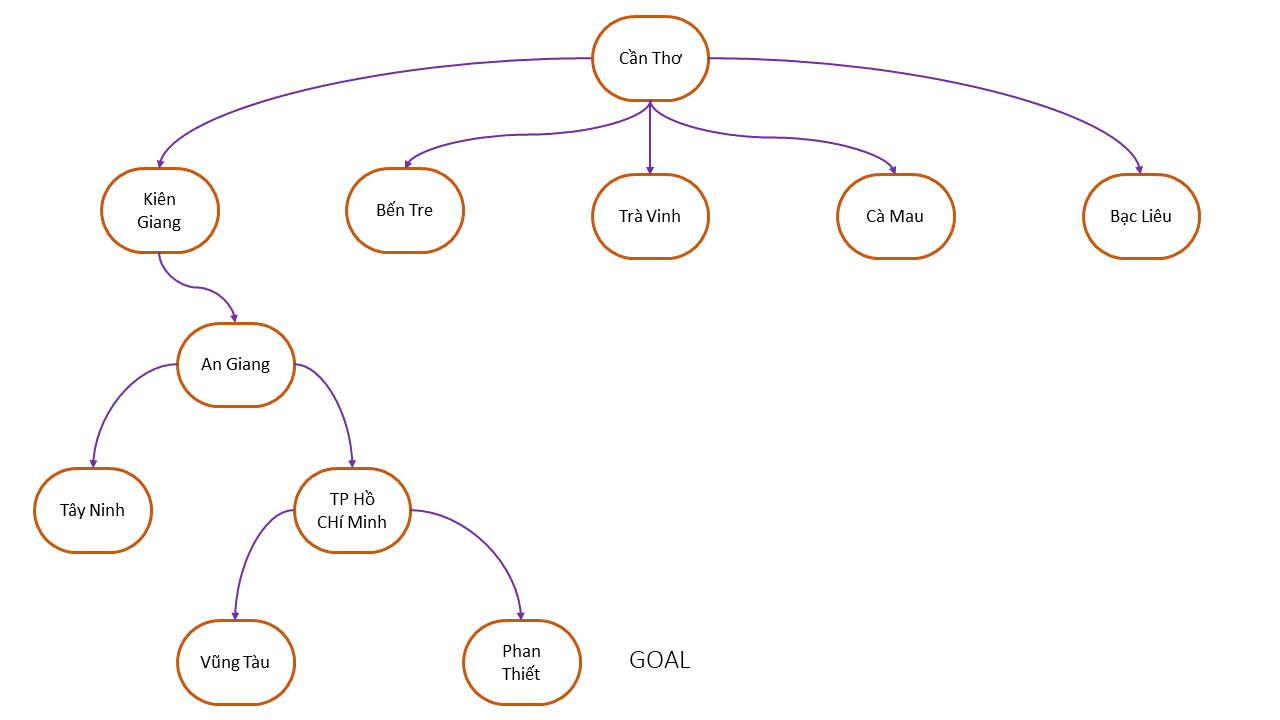 Cần Thơ
Kiên
Giang
Bến Tre
Trà Vinh
Cà Mau
Bạc Liêu
An Giang
Tây Ninh
TP Hồ
CHí Minh
Vũng Tàu
Phan
Thiết
GOAL